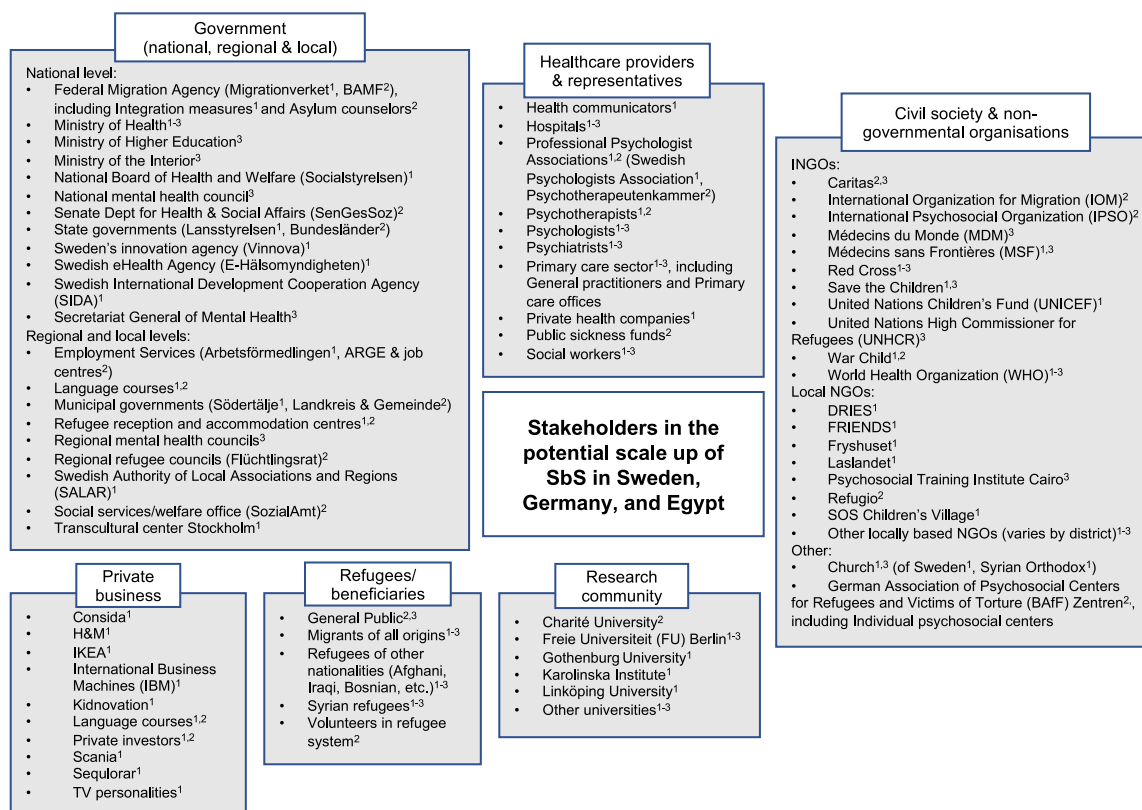 Government
(national, regional & local)
National level:
• Federal Migration Agency (Migrationverket¹, BAMF²),
including Integration measures¹ and Asylum counselors²
• Ministry of Health¹⁻³
• Ministry of Higher Education³
• Ministry of the Interior³
• National Board of Health and Welfare (Socialstyrelsen)¹
• National mental health council³
• Senate Dept for Health & Social Affairs (SenGesSoz)²
• State governments (Lansstyrelsen¹, Bundesländer²)
• Sweden's innovation agency (Vinnova)¹
• Swedish eHealth Agency (E-Hälsomyndigheten)¹
• Swedish International Development Cooperation Agency
(SIDA)¹
• Secretariat General of Mental Health³
Regional and local levels:
• Employment Services (Arbetsförmedlingen¹, ARGE & job
centres²)
• Language courses¹,²
• Municipal governments (Södertälje¹, Landkreis & Gemeinde²)
• Refugee reception and accommodation centres¹,²
• Regional mental health councils³
• Regional refugee councils (Flüchtlingsrat)²
• Swedish Authority of Local Associations and Regions
(SALAR)¹
• Social services/welfare office (SozialAmt)²
• Transcultural center Stockholm¹
Healthcare providers
& representatives
• Health communicators¹
• Hospitals¹⁻³
• Professional Psychologist
Associations¹,² (Swedish
Psychologists Association¹,
Psychotherapeutenkammer²)
• Psychotherapists¹,²
• Psychologists¹⁻³
• Psychiatrists¹⁻³
• Primary care sector¹⁻³, including
General practitioners and Primary
care offices
• Private health companies¹
• Public sickness funds²
• Social workers¹⁻³
Civil society & non-
governmental organisations
INGOs:
• Caritas²,³
• International Organization for Migration (IOM)²
• International Psychosocial Organization (IPSO)²
• Médecins du Monde (MDM)³
• Médecins sans Frontières (MSF)¹,³
• Red Cross¹⁻³
• Save the Children¹,³
• United Nations Children's Fund (UNICEF)¹
• United Nations High Commissioner for
Refugees (UNHCR)³
• War Child¹,²
• World Health Organization (WHO)¹⁻³
Local NGOs:
• DRIES¹
• FRIENDS¹
• Fryshuset¹
• Laslandet¹
• Psychosocial Training Institute Cairo³
• Refugio²
• SOS Children's Village¹
• Other locally based NGOs (varies by district)¹⁻³
Other:
• Church¹,³ (of Sweden¹, Syrian Orthodox¹)
• German Association of Psychosocial Centers
for Refugees and Victims of Torture (BAfF) Zentren²,,
including Individual psychosocial centers
Stakeholders in the
potential scale up of
SbS in Sweden,
Germany, and Egypt
Private
business
• Consida¹
• H&M¹
• IKEA¹
• International Business
Machines (IBM)¹
• Kidnovation¹
• Language courses¹,²
• Private investors¹,²
• Scania¹
• Sequlorar¹
• TV personalities¹
Refugees/
beneficiaries
• General Public²,³
• Migrants of all origins¹⁻³
• Refugees of other
nationalities (Afghani,
Iraqi, Bosnian, etc.)¹⁻³
• Syrian refugees¹⁻³
• Volunteers in refugee
system²
Research
community
• Charité University²
• Freie Universiteit (FU) Berlin¹⁻³
• Gothenburg University¹
• Karolinska Institute¹
• Linköping University¹
• Other universities¹⁻³